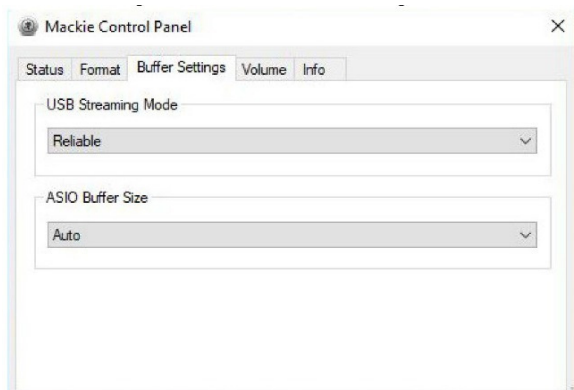 Mackie Control Panel
Status Format Buffer Settings Volume Info
USB Streaming Mode
Reliable
ASIO Buffer Size
Auto